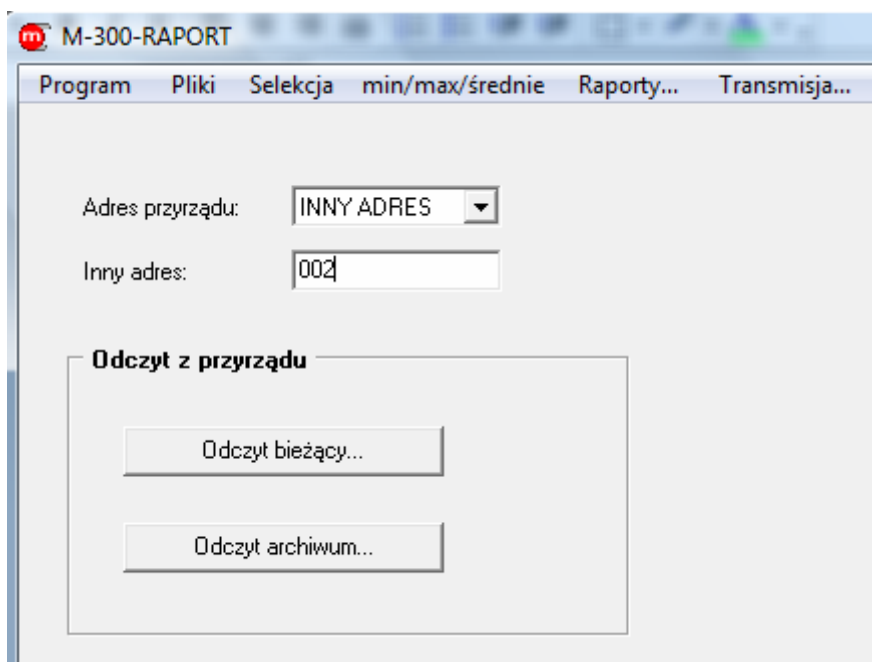 M-300-RAPORT
Program Pliki Selekcja min/max/średnie Raporty... Transmisja...
Adres przyrządu: INNY ADRES
Inny adres: 002
Odczyt z przyrządu
Odczyt bieżący...
Odczyt archiwum...